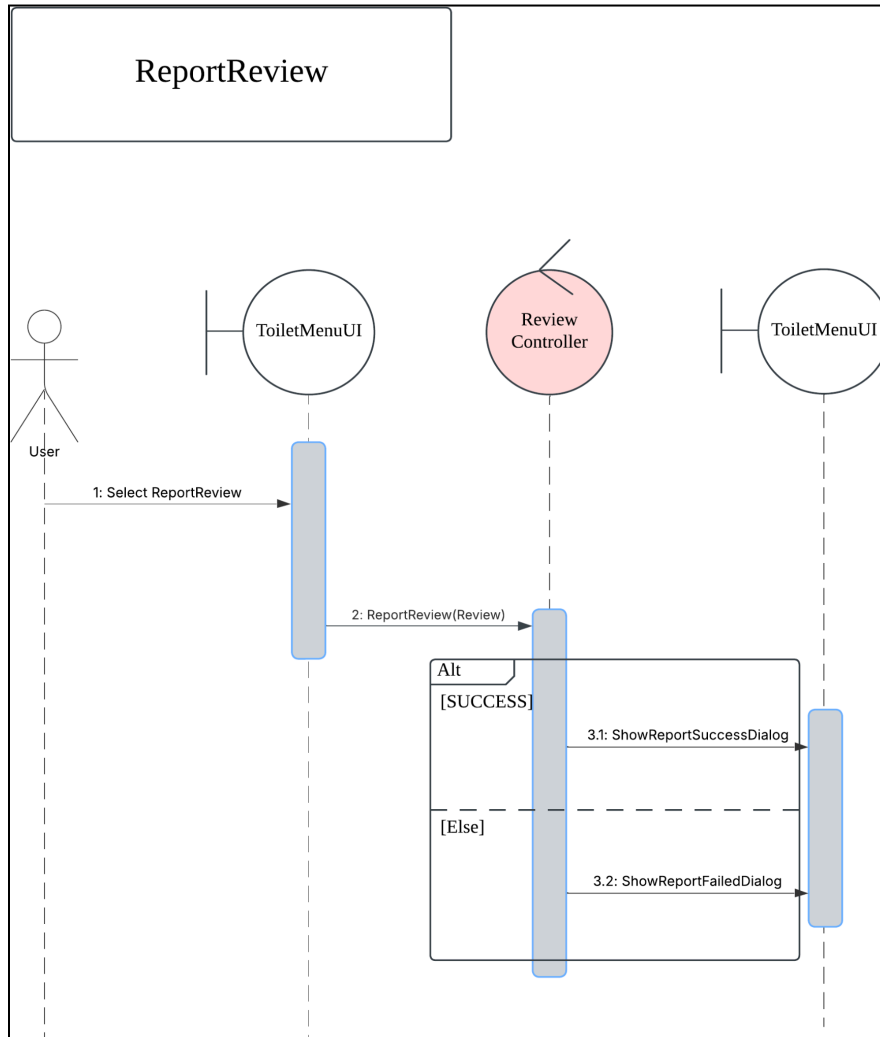 ReportReview
ToiletMenuUI
Review
Controller
ToiletMenuUI
User
1: Select ReportReview
2: ReportReview(Review)
Alt
[SUCCESS]
3.1: ShowReportSuccessDialog
[Else]
3.2: ShowReportFailedDialog